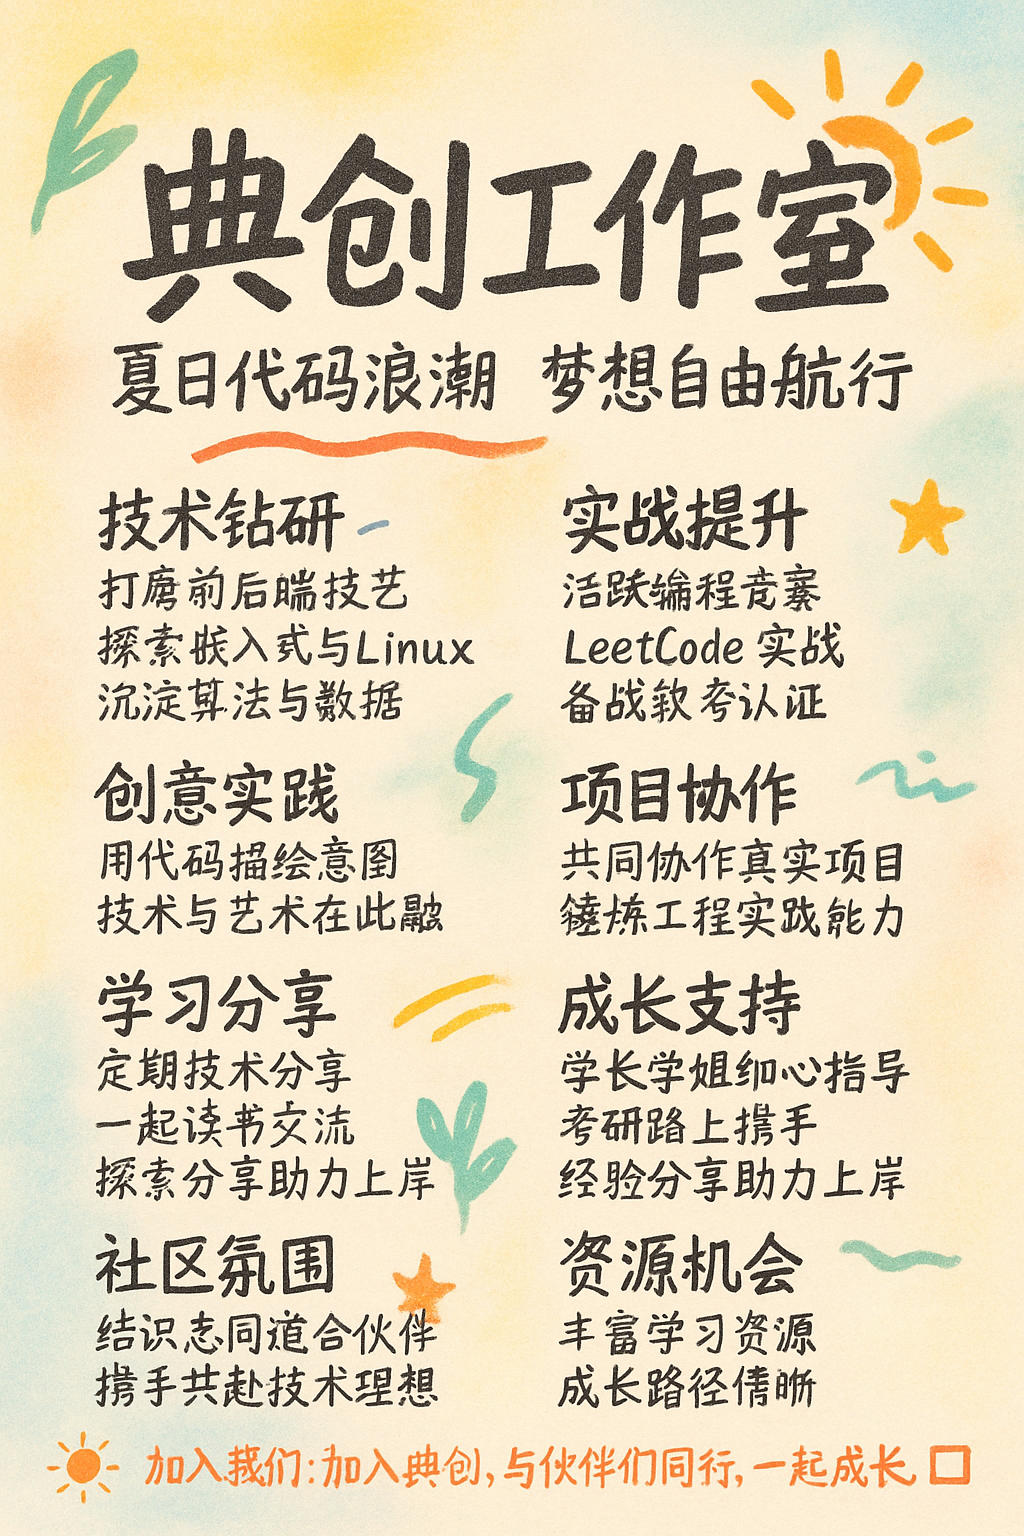 典创工作室
夏日代码浪潮 梦想自由航行
技术钻研
打磨前后端技艺
探索嵌入式与Linux
沉淀算法与数据
实战提升
活跃编程竞赛
LeetCode 实战
备战软考认证
创意实践
用代码描绘意图
技术与艺术在此融
项目协作
共同协作真实项目
锤炼工程实践能力
学习分享
定期技术分享
一起读书交流
探索分享助力上岸
成长支持
学长学姐细心指导
考研路上携手
经验分享助力上岸
社区氛围
结识志同道合伙伴
携手共赴技术理想
资源机会
丰富学习资源
成长路径清晰
加入我们:加入典创,与伙伴们同行,一起成长